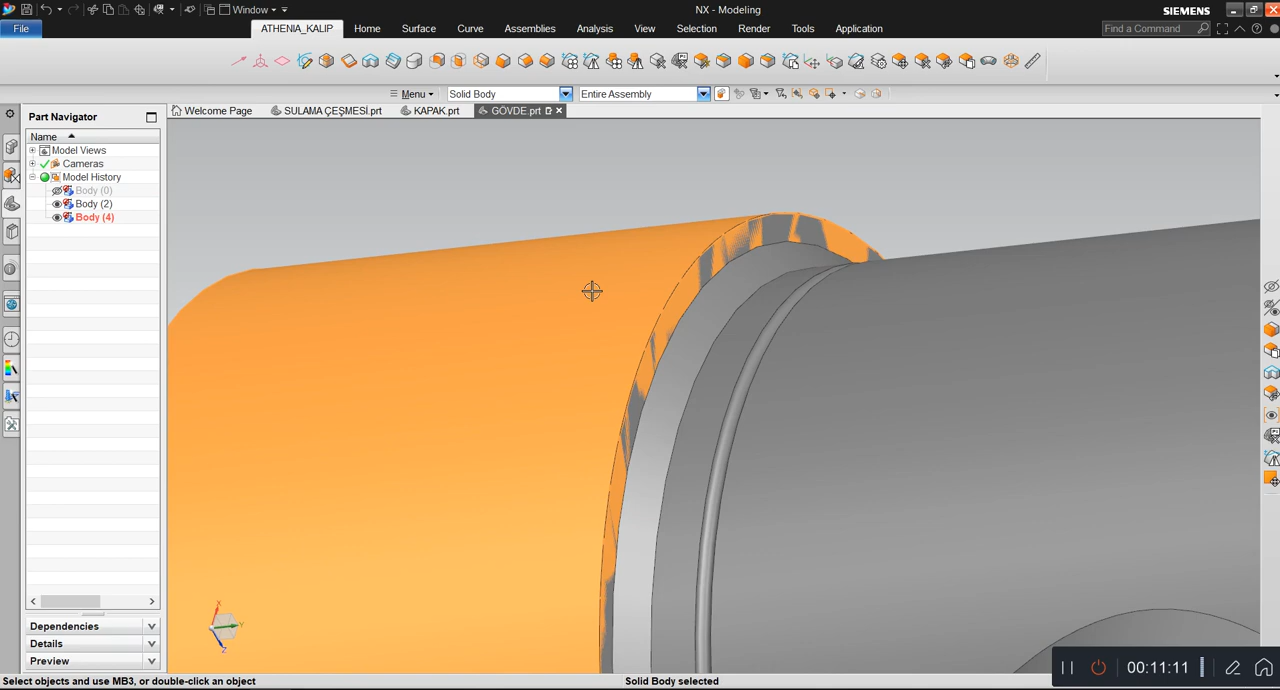 Window
NX - Modeling
SIEMENS
File
ATHENIA_KALIP
Home
Surface
Curve
Assemblies
Analysis
View
Selection
Render
Tools
Application
Find a Command
Menu
Solid Body
Entire Assembly
Part Navigator
Welcome Page
SULAMA ÇEŞMESİ.prt
KAPAK.prt
GÖVDE.prt
Name
Model Views
Cameras
Model History
Body (0)
Body (2)
Body (4)
X
Y
Z
Dependencies
Details
Preview
00:11:11
Select objects and use MB3, or double-click an object
Solid Body selected